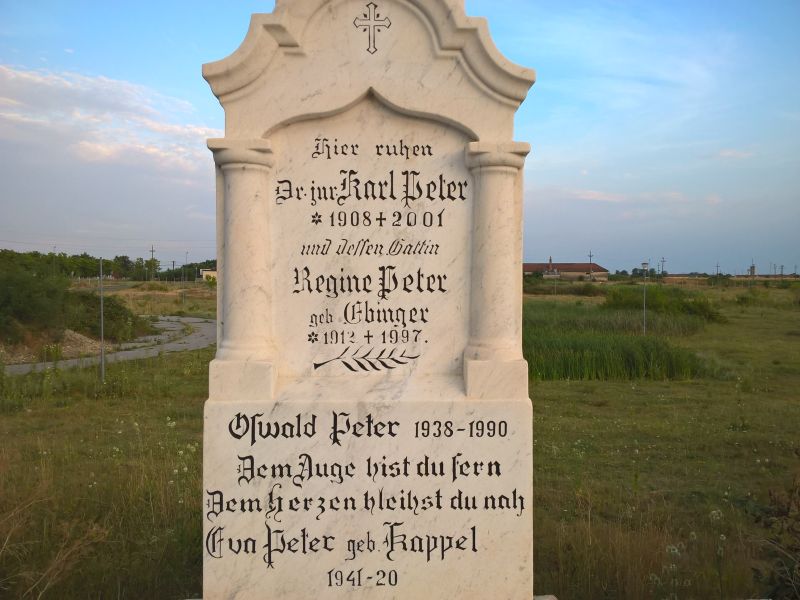 Hier ruhen
Dr. jur. Karl Peter
* 1908 + 2001
und dessen Gattin
Regine Peter
geb Ebinger
* 1912 + 1997.
Oswald Peter 1938-1990
Dem Auge bist du fern
Dem Herzen bleibst du nah
Eva Peter geb. Kappel
1941-20